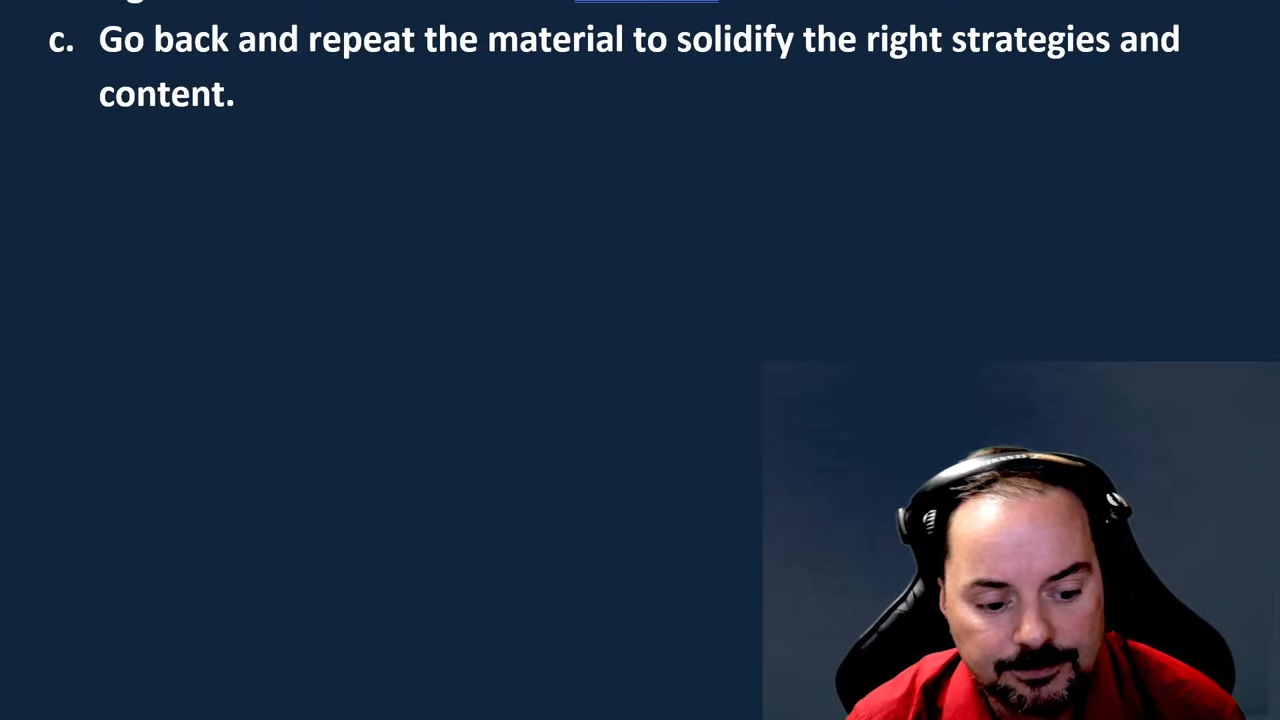 c. Go back and repeat the material to solidify the right strategies and
content.